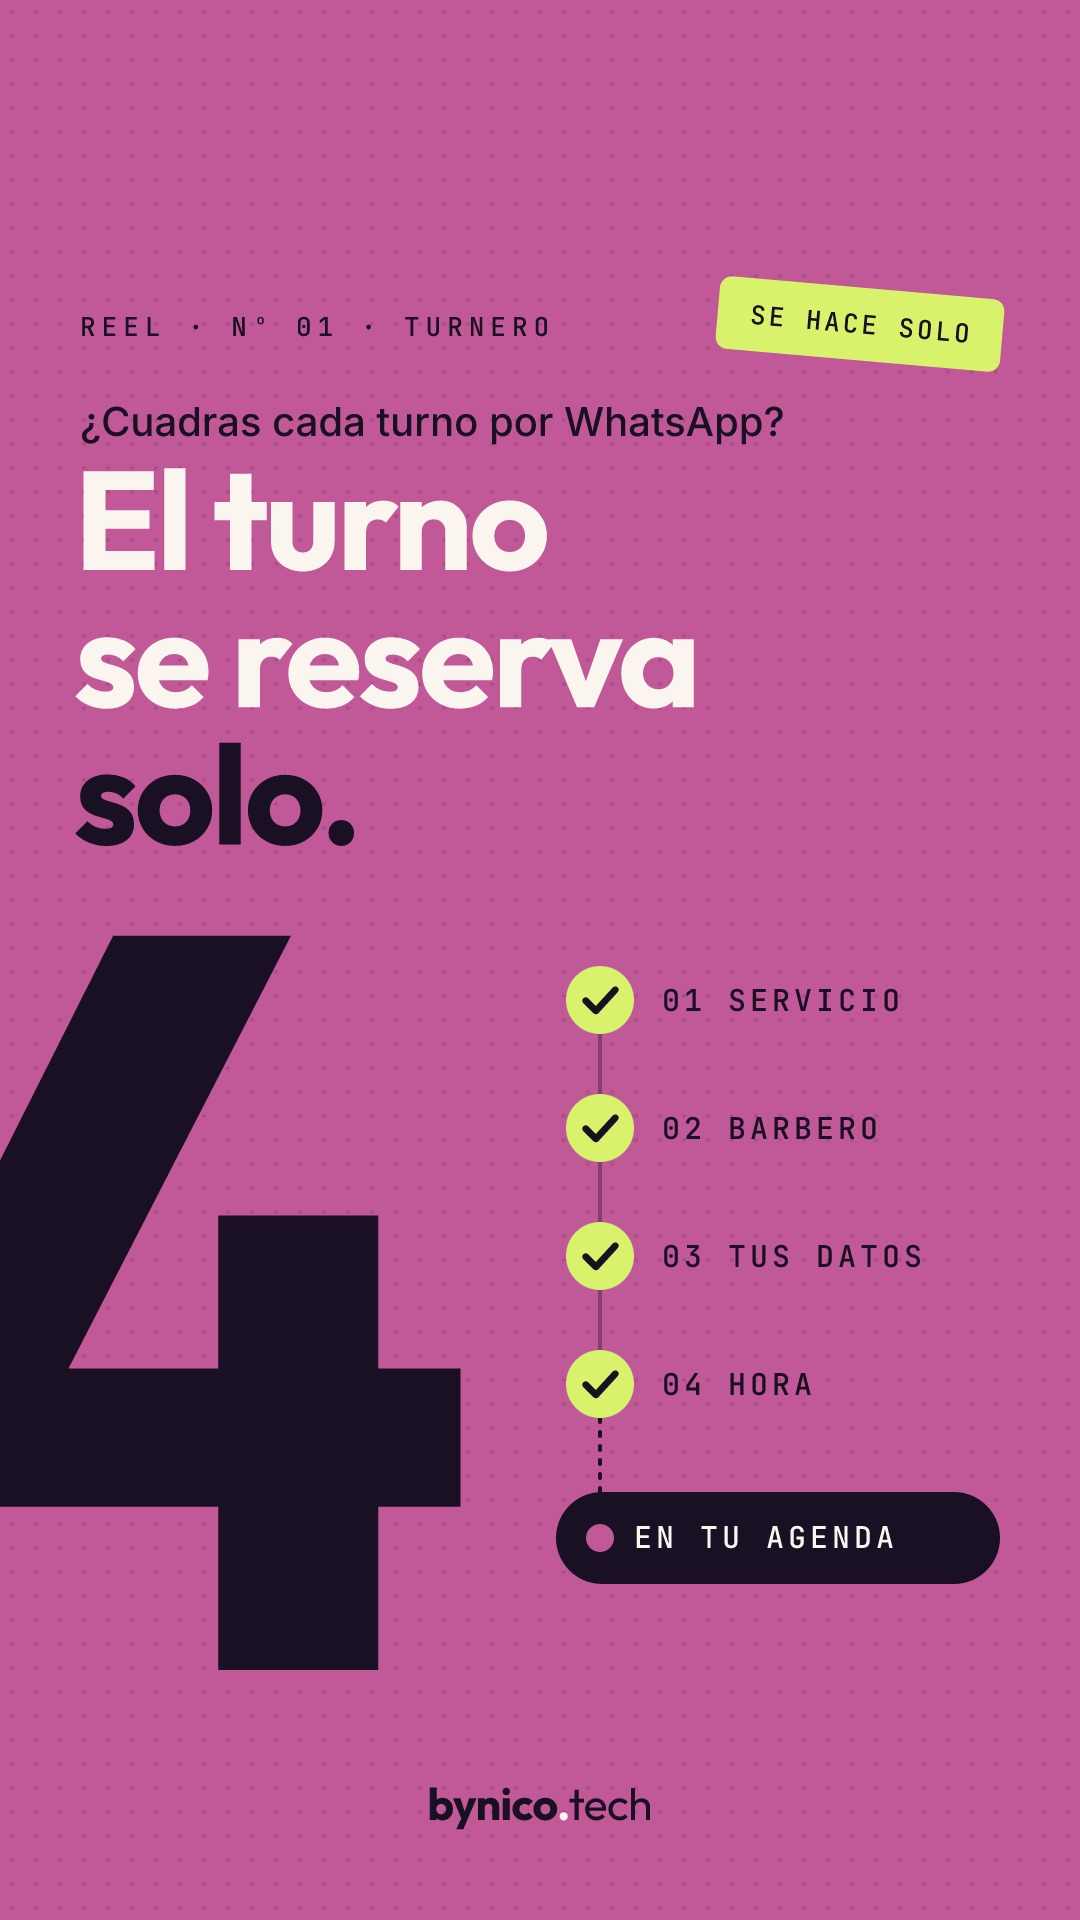 REEL · Nº 01 · TURNERO
SE HACE SOLO
¿Cuadras cada turno por WhatsApp?
El turno
se reserva
solo.
4
01 SERVICIO
02 BARBERO
03 TUS DATOS
04 HORA
EN TU AGENDA
bynico.tech